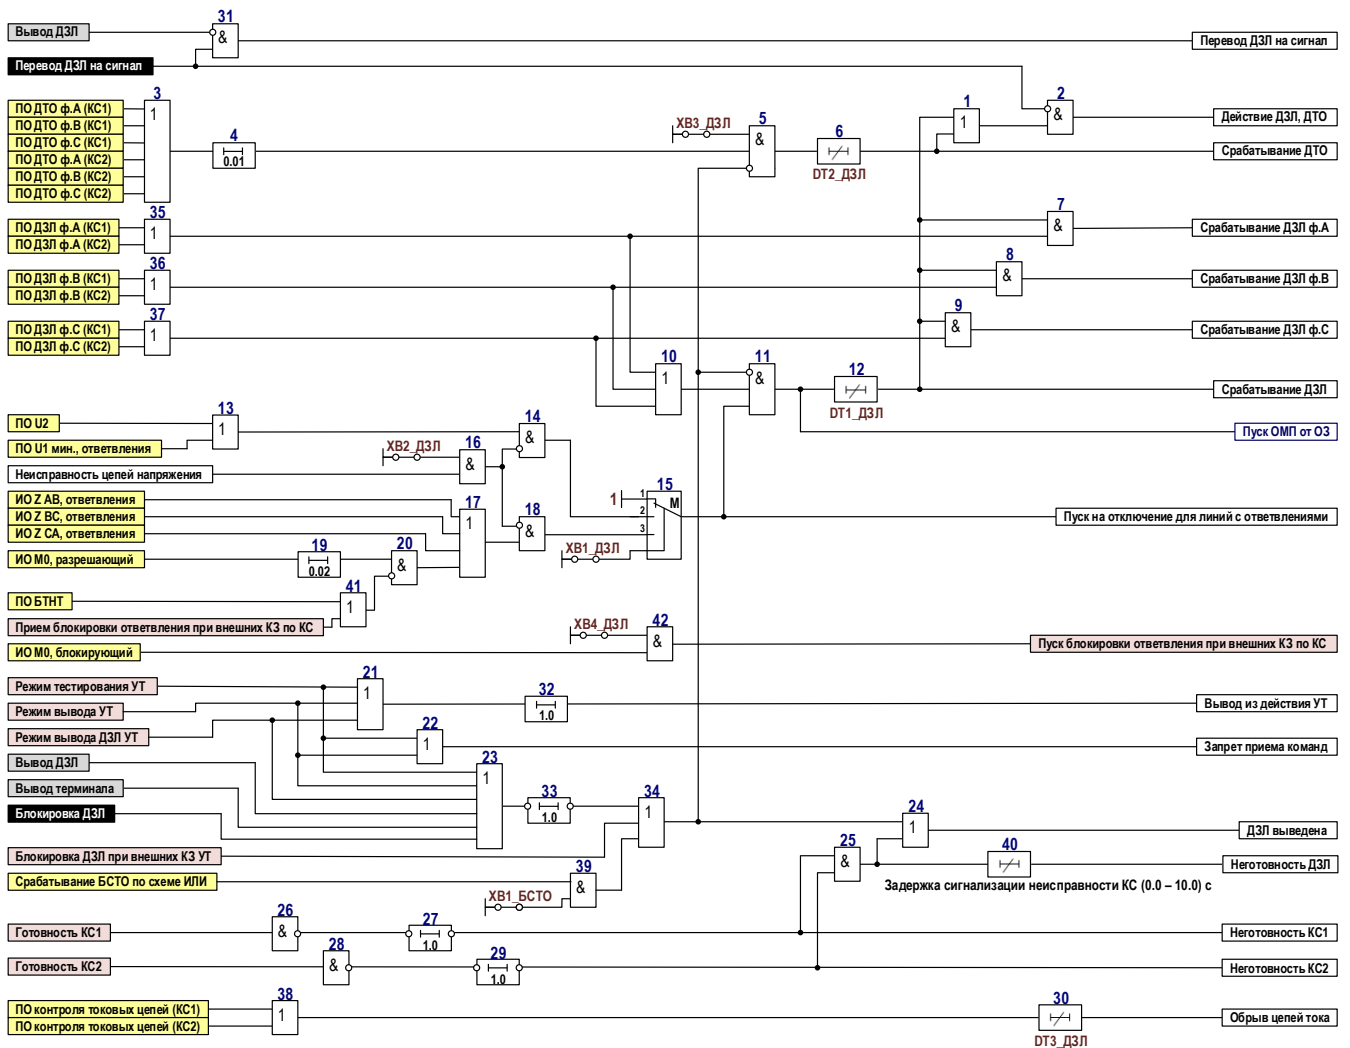 31
Вывод ДЗЛ
&
Перевод ДЗЛ на сигнал
Перевод ДЗЛ на сигнал
3
1
2
ПО ДТО ф.А (КС1)
ПО ДТО ф.В (КС1)
ПО ДТО ф.С (КС1)
ПО ДТО ф.А (КС2)
ПО ДТО ф.В (КС2)
ПО ДТО ф.С (КС2)
1
4
0.01
XB3_ДЗЛ
5
&
6
DT2_ДЗЛ
1
&
Действие ДЗЛ, ДТО
Срабатывание ДТО
35
ПО ДЗЛ ф.А (КС1)
ПО ДЗЛ ф.А (КС2)
1
7
&
Срабатывание ДЗЛ ф.А
36
ПО ДЗЛ ф.В (КС1)
ПО ДЗЛ ф.В (КС2)
1
8
&
Срабатывание ДЗЛ ф.В
37
ПО ДЗЛ ф.С (КС1)
ПО ДЗЛ ф.С (КС2)
1
9
&
Срабатывание ДЗЛ ф.С
10
1
11
&
12
DT1_ДЗЛ
Срабатывание ДЗЛ
Пуск ОМП от ОЗ
13
ПО U2
1
ПО U1 мин., ответвления
14
&
XB2_ДЗЛ
16
&
Неисправность цепей напряжения
ИО Z АВ, ответвления
ИО Z ВС, ответвления
ИО Z СА, ответвления
17
1
18
&
15
1
1
2
3
М
XB1_ДЗЛ
Пуск на отключение для линий с ответвлениями
19
ИО М0, разрешающий
0.02
20
&
41
ПО БТНТ
1
Прием блокировки ответвления при внешних КЗ по КС
ИО М0, блокирующий
XB4_ДЗЛ
42
&
Пуск блокировки ответвления при внешних КЗ по КС
21
Режим тестирования УТ
1
Режим вывода УТ
32
1.0
Вывод из действия УТ
Режим вывода ДЗЛ УТ
22
1
Запрет приема команд
Вывод ДЗЛ
23
1
Вывод терминала
Блокировка ДЗЛ
33
1.0
34
1
24
1
ДЗЛ выведена
Блокировка ДЗЛ при внешних КЗ УТ
25
&
40
Неготовность ДЗЛ
Задержка сигнализации неисправности КС (0.0 – 10.0) с
Срабатывание БСТО по схеме ИЛИ
39
&
XB1_БСТО
26
Готовность КС1
&
27
1.0
Неготовность КС1
28
Готовность КС2
&
29
1.0
Неготовность КС2
38
ПО контроля токовых цепей (КС1)
ПО контроля токовых цепей (КС2)
1
30
DT3_ДЗЛ
Обрыв цепей тока